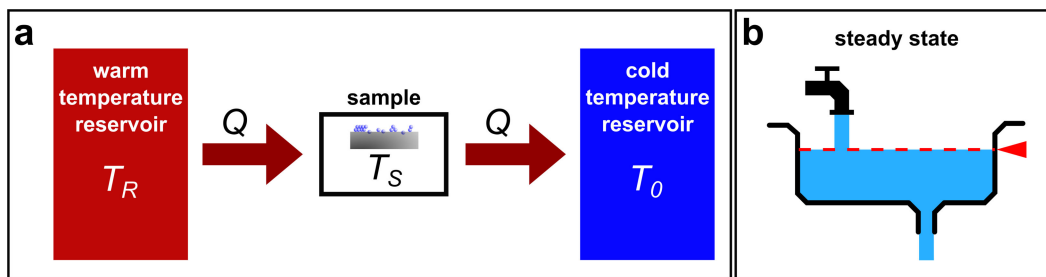 a
warm
temperature
reservoir
T_R
Q
sample
T_S
Q
cold
temperature
reservoir
T_0
b
steady state